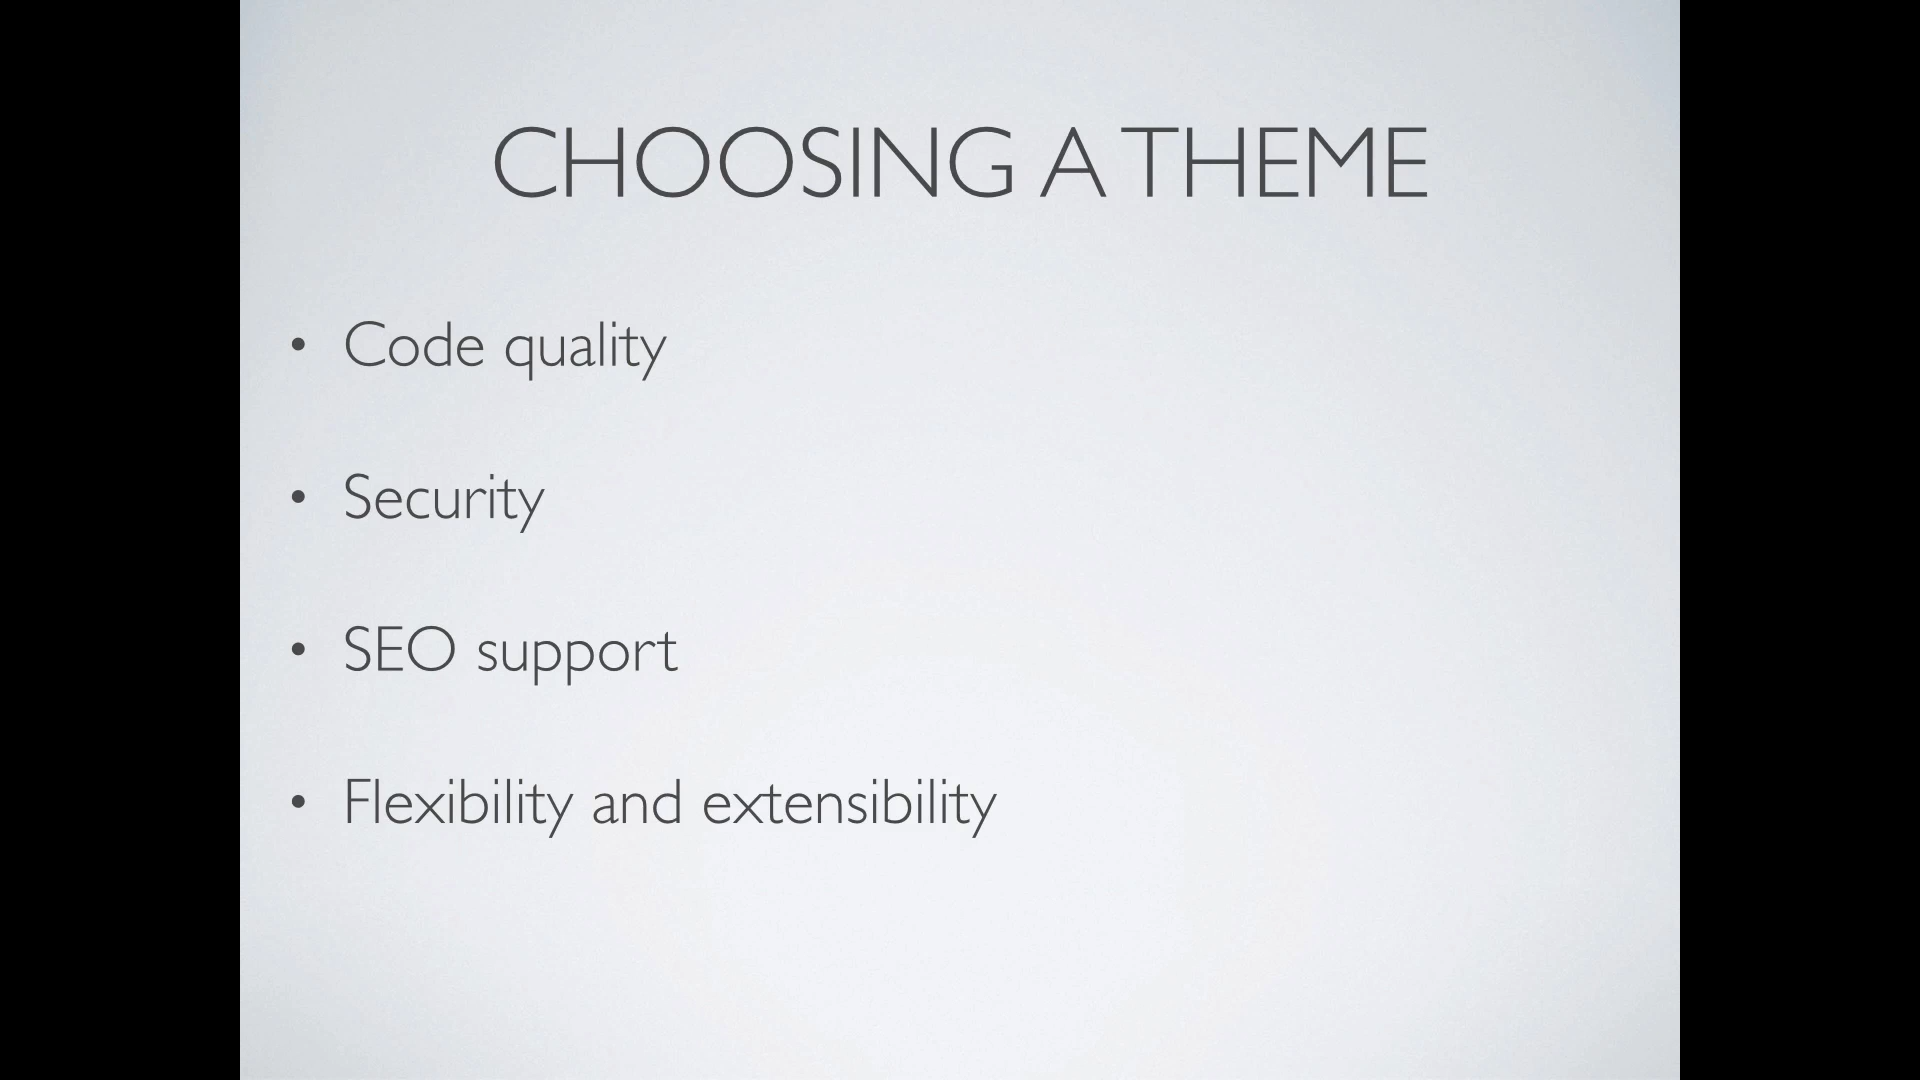 CHOOSING A THEME
• Code quality
• Security
• SEO support
• Flexibility and extensibility